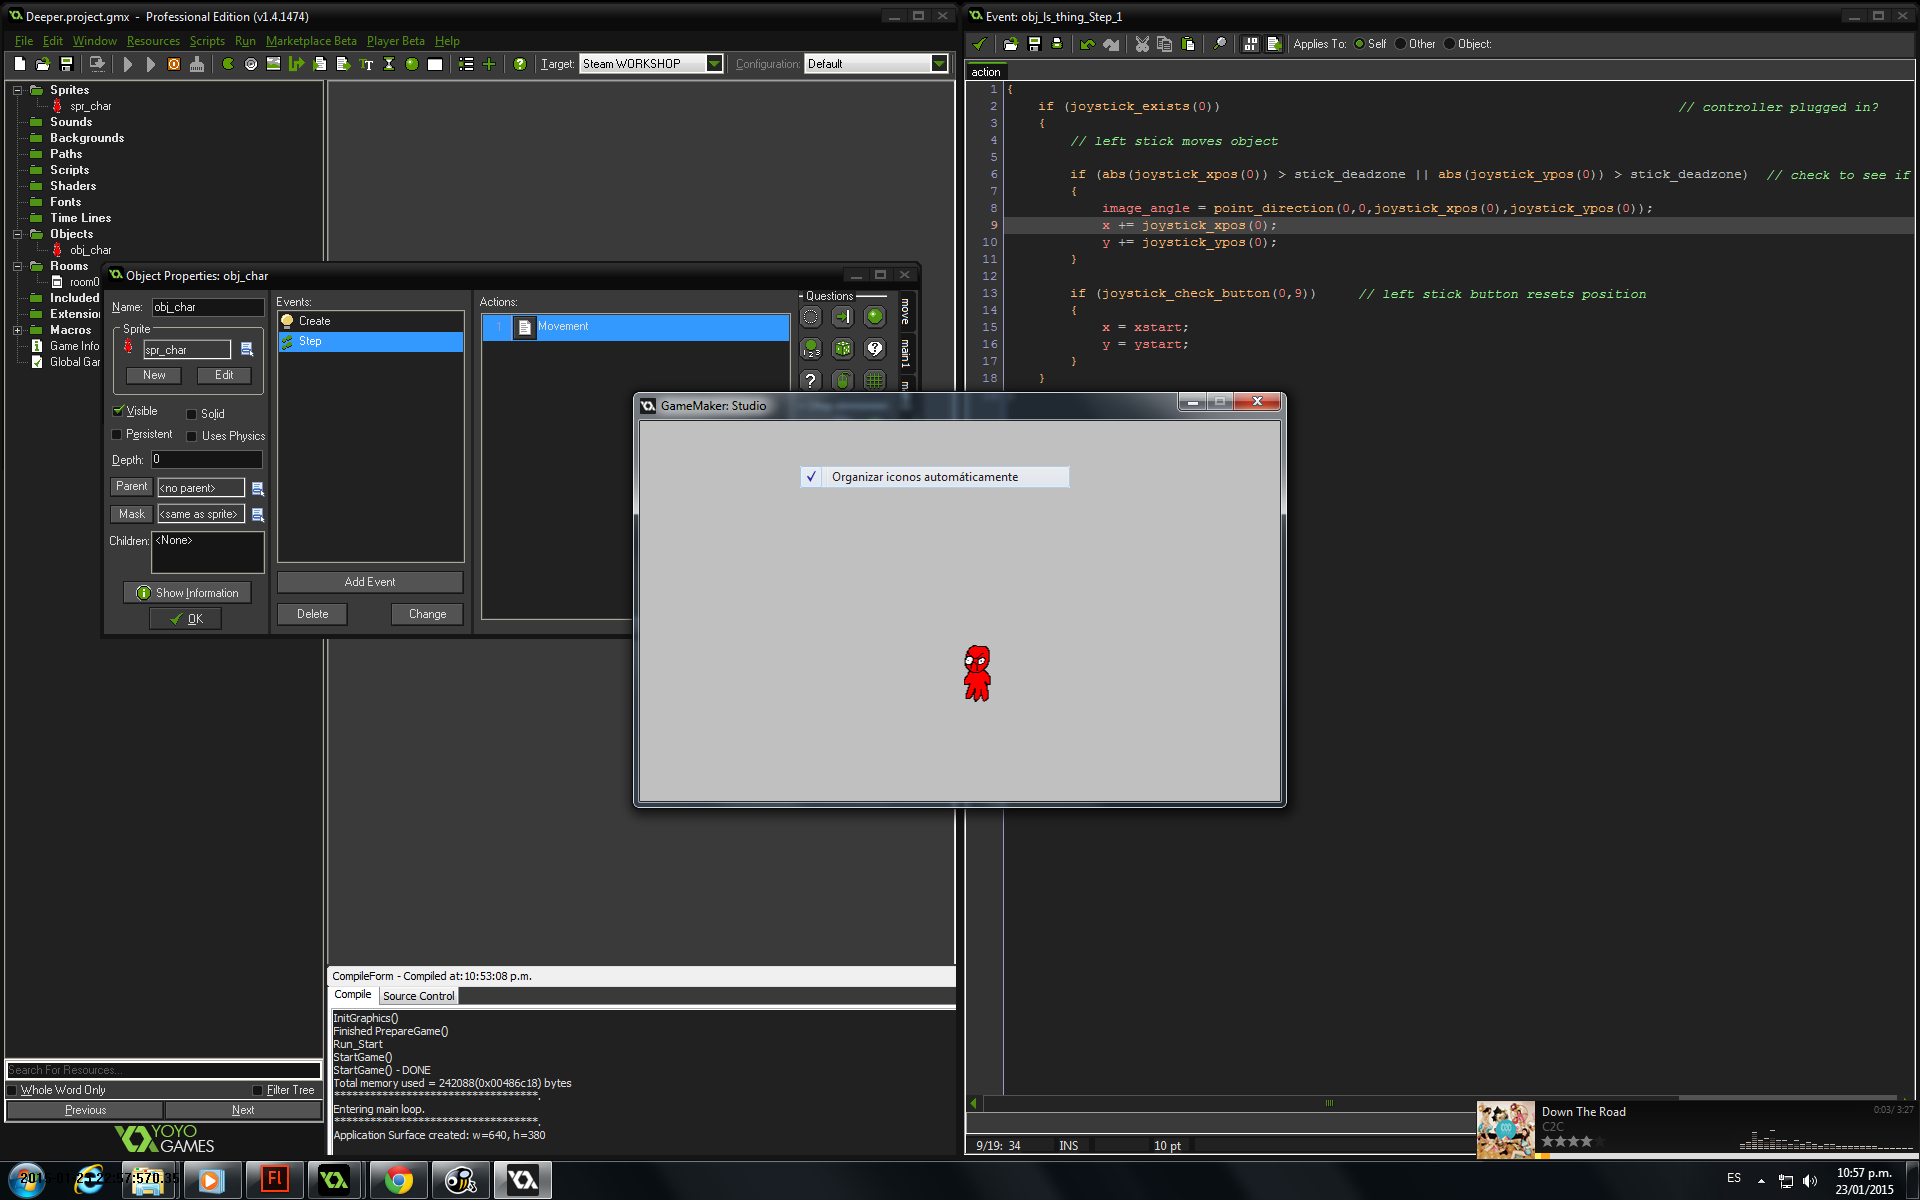 Deeper.project.gmx - Professional Edition (v1.4.1474)
File Edit Window Resources Scripts Run Marketplace Beta Player Beta Help
Target: Steam WORKSHOP Configuration: Default
Sprites
spr_char
Sounds
Backgrounds
Paths
Scripts
Shaders
Fonts
Time Lines
Objects
obj_char
Rooms
room0
Included
Extensio
Macros
Game Info
Global Gar
Object Properties: obj_char
Name: obj_char
Sprite
spr_char
New Edit
Visible Solid
Persistent Uses Physics
Depth: 0
Parent <no parent>
Mask <same as sprite>
Children: <None>
Show Information
OK
Events:
Create
Step
Add Event
Delete Change
Actions:
1 Movement
Questions
move
main1
Event: obj_ls_thing_Step_1
Applies To: Self Other Object:
action
1 {
2 if (joystick_exists(0)) // controller plugged in?
3 {
4 // left stick moves object
5
6 if (abs(joystick_xpos(0)) > stick_deadzone || abs(joystick_ypos(0)) > stick_deadzone) // check to see if
7 {
8 image_angle = point_direction(0,0,joystick_xpos(0),joystick_ypos(0));
9 x += joystick_xpos(0);
10 y += joystick_ypos(0);
11 }
12
13 if (joystick_check_button(0,9)) // left stick button resets position
14 {
15 x = xstart;
16 y = ystart;
17 }
18 }
GameMaker: Studio
Organizar iconos automáticamente
CompileForm - Compiled at: 10:53:08 p.m.
Compile Source Control
InitGraphics()
Finished PrepareGame()
Run_Start
StartGame()
StartGame() - DONE
Total memory used = 242088(0x00486c18) bytes
**********************************.
Entering main loop.
**********************************.
Application Surface created: w=640, h=380
Search For Resources...
Whole Word Only Filter Tree
Previous Next
YOYO
GAMES
9/19: 34 INS 10 pt
Down The Road 0:03/ 3:27
C2C
ES
10:57 p.m.
23/01/2015